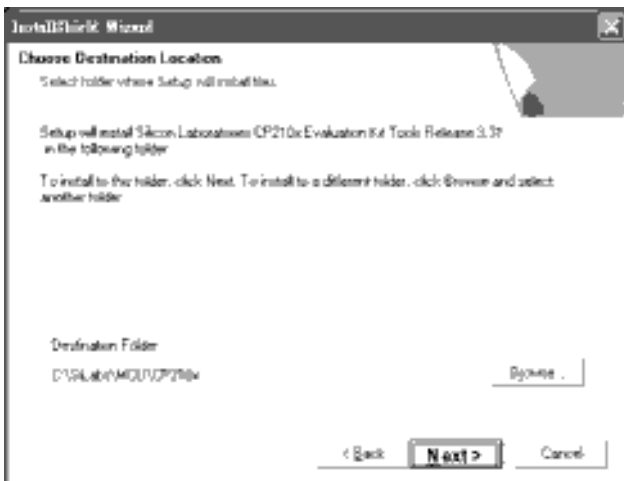 InstallShield Wizard
Choose Destination Location
Select folder where Setup will install files.
Setup will install Silicon Laboratories CP210x Evaluation Kit Tools Release 3.31
in the following folder
To install to this folder, click Next. To install to a different folder, click Browse and select
another folder
Destination Folder
C:\SiLabs\MCU\CP210x
Browse...
< Back
Next >
Cancel